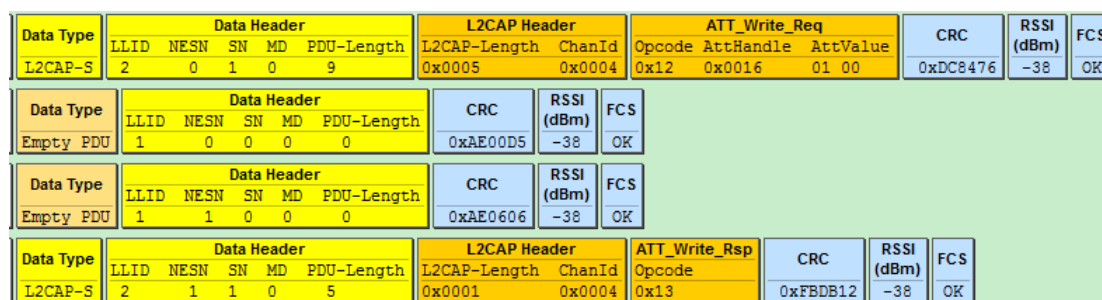 Data Type Data Header L2CAP Header ATT_Write_Req CRC RSSI (dBm) FCS
LLID NESN SN MD PDU-Length L2CAP-Length ChanId Opcode AttHandle AttValue
L2CAP-S 2 0 1 0 9 0x0005 0x0004 0x12 0x0016 01 00 0xDC8476 -38 OK
Data Type Data Header CRC RSSI (dBm) FCS
LLID NESN SN MD PDU-Length
Empty PDU 1 0 0 0 0 0xAE00D5 -38 OK
Data Type Data Header CRC RSSI (dBm) FCS
LLID NESN SN MD PDU-Length
Empty PDU 1 1 0 0 0 0xAE0606 -38 OK
Data Type Data Header L2CAP Header ATT_Write_Rsp CRC RSSI (dBm) FCS
LLID NESN SN MD PDU-Length L2CAP-Length ChanId Opcode
L2CAP-S 2 1 1 0 5 0x0001 0x0004 0x13 0xFBDB12 -38 OK